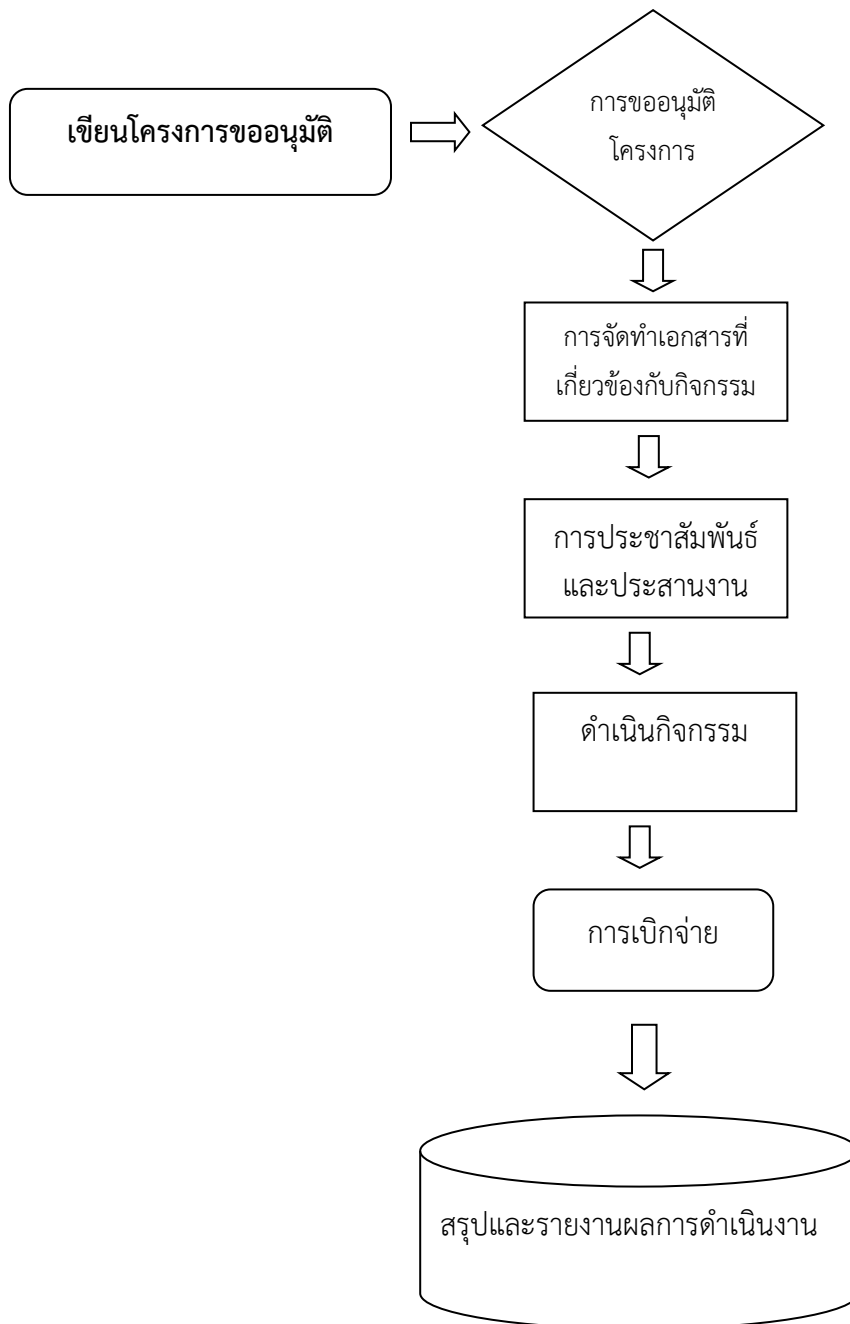 เขียนโครงการขออนุมัติ
การขออนุมัติ
โครงการ
การจัดทำเอกสารที่
เกี่ยวข้องกับกิจกรรม
การประชาสัมพันธ์
และประสานงาน
ดำเนินกิจกรรม
การเบิกจ่าย
สรุปและรายงานผลการดำเนินงาน